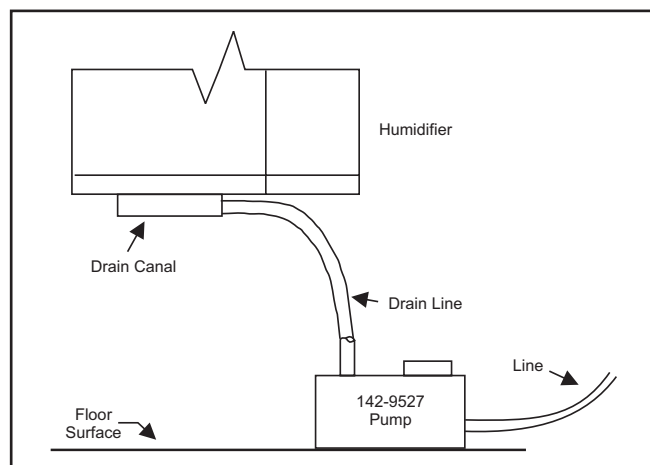 Humidifier
Drain Canal
Drain Line
Line
142-9527
Pump
Floor
Surface